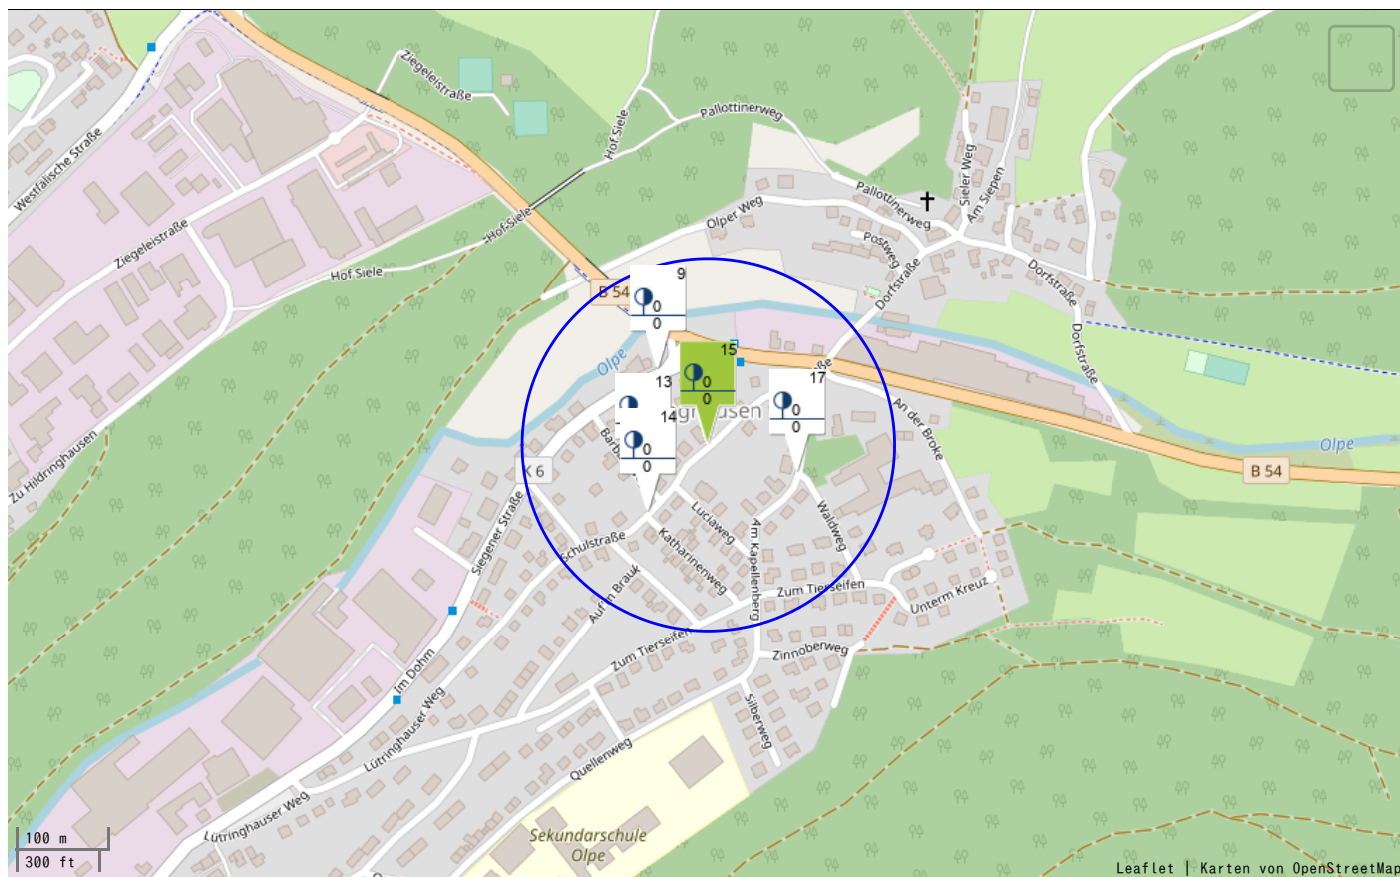 Ziegeleistraße
Westfälische Straße
Hof Siele
Pallottinerweg
Sieler Weg
Am Siepen
Pallottinerweg
Olper Weg
Hof Siele
Postweg
Ziegeleistraße
Hof Siele
Dorfstraße
Dorfstraße
Dorfstraße
B 54
9
0
0
15
0
0
13
14
0
0
17
0
0
Olpe
An der Broke
Olpe
B 54
K 6
Zu Hildringhausen
Siegener Straße
Schulstraße
Luciaweg
Katharinenweg
Am Kapellenberg
Waldweg
Auf'm Brauk
Zum Tierseifen
Unterm Kreuz
Zum Tierseifen
Zinnoberweg
Im Dohm
Lütringhauser Weg
Silberweg
Quellenweg
Lütringhauser Weg
Sekundarschule
Olpe
100 m
300 ft
Leaflet | Karten von OpenStreetMap